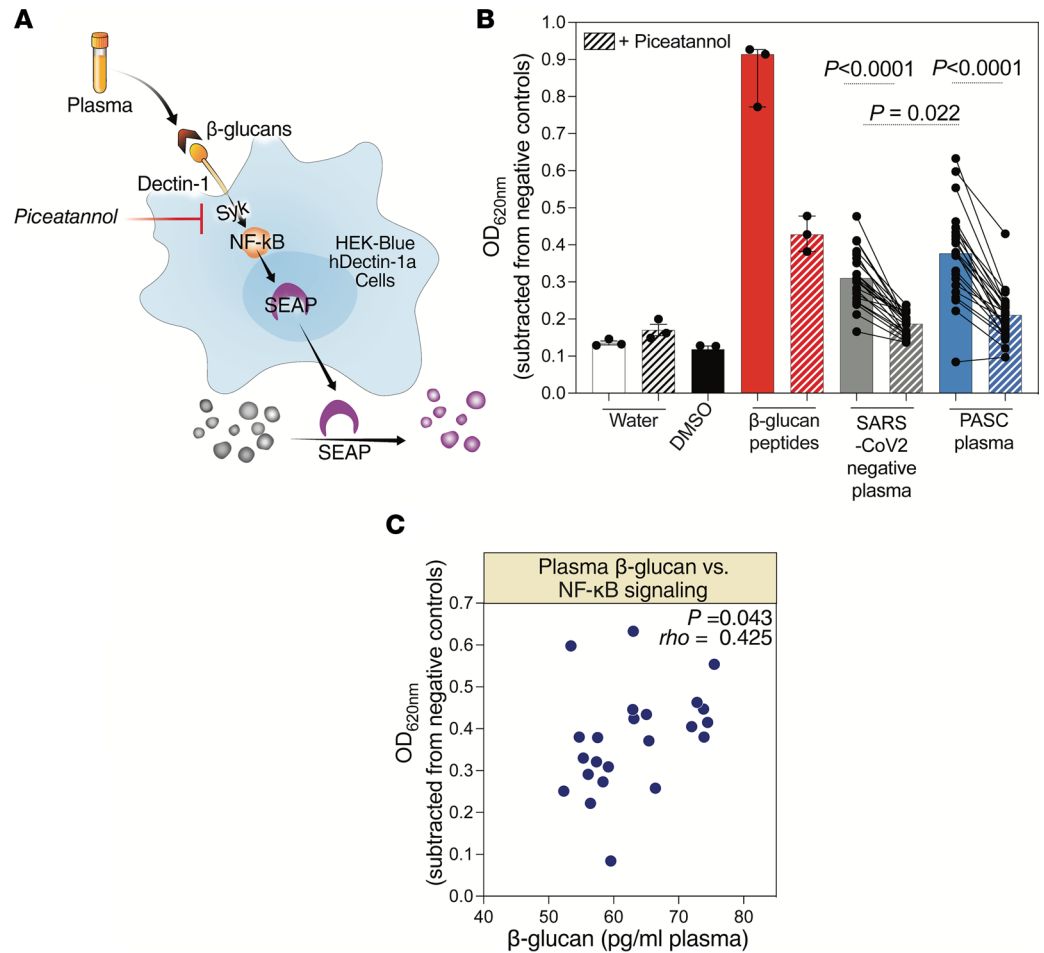 A
Plasma
β-glucans
Dectin-1
Piceatannol
Syk
NF-kB
HEK-Blue
hDectin-1a
Cells
SEAP
SEAP
B
+ Piceatannol
P<0.0001
P<0.0001
P = 0.022
OD620nm
(subtracted from negative controls)
1.0
0.9
0.8
0.7
0.6
0.5
0.4
0.3
0.2
0.1
0.0
Water
DMSO
β-glucan
peptides
SARS
-CoV2
negative
plasma
PASC
plasma
C
Plasma β-glucan vs.
NF-κB signaling
P =0.043
rho = 0.425
OD620nm
(subtracted from negative controls)
0.7
0.6
0.5
0.4
0.3
0.2
0.1
0.0
40 50 60 70 80
β-glucan (pg/ml plasma)